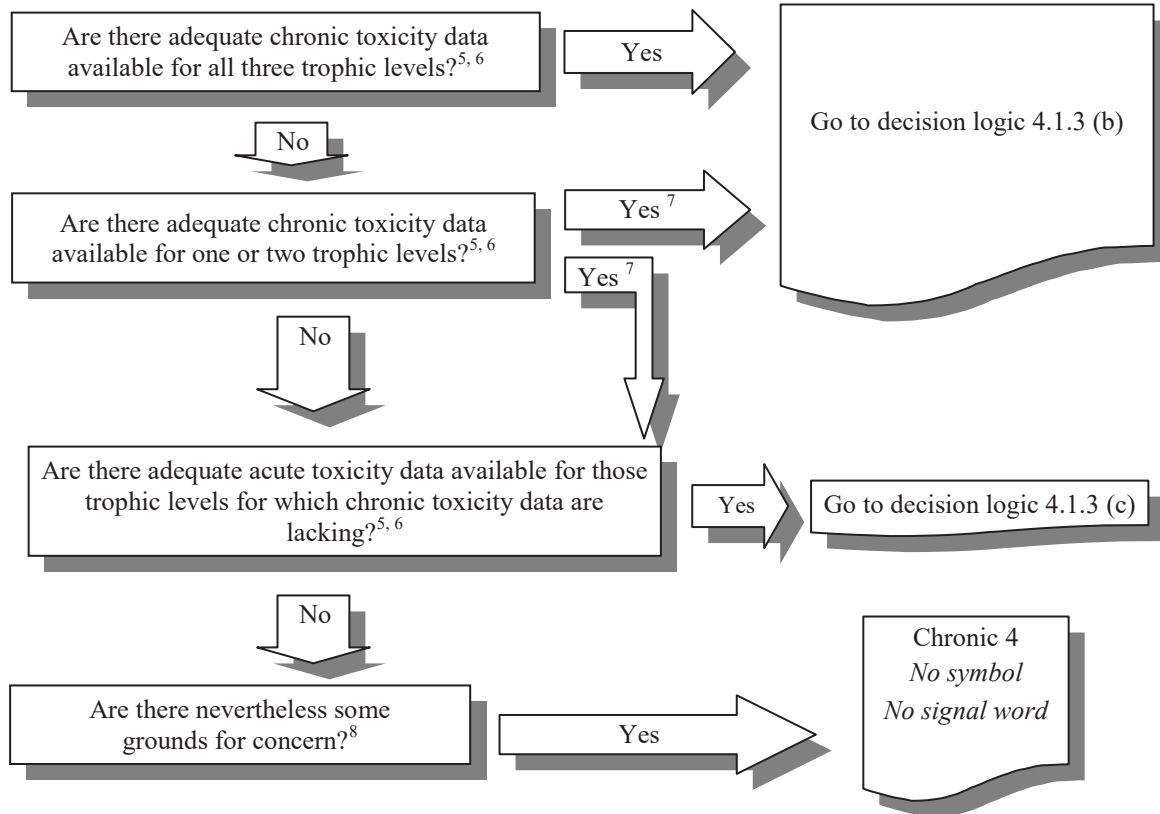 Are there adequate chronic toxicity data
available for all three trophic levels?5, 6
Yes
Go to decision logic 4.1.3 (b)
No
Are there adequate chronic toxicity data
available for one or two trophic levels?5, 6
Yes 7
Yes 7
No
Are there adequate acute toxicity data available for those
trophic levels for which chronic toxicity data are
lacking?5, 6
Yes
Go to decision logic 4.1.3 (c)
No
Are there nevertheless some
grounds for concern?8
Yes
Chronic 4
No symbol
No signal word